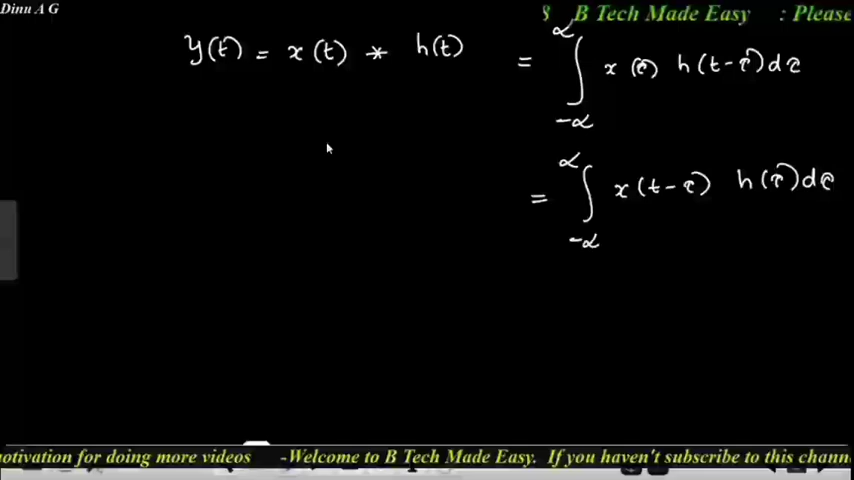 Dinu A G
8 B Tech Made Easy : Please
y(t) = x(t) * h(t) = ∫_{-α}^{α} x(τ) h(t-τ)dτ
= ∫_{-α}^{α} x(t-τ) h(τ)dτ
otivation for doing more videos -Welcome to B Tech Made Easy. If you haven't subscribe to this chann